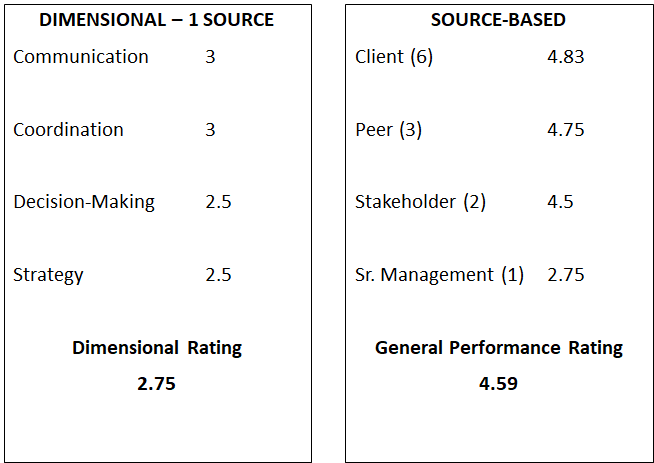 DIMENSIONAL – 1 SOURCE
Communication 3
Coordination 3
Decision-Making 2.5
Strategy 2.5
Dimensional Rating
2.75
SOURCE-BASED
Client (6) 4.83
Peer (3) 4.75
Stakeholder (2) 4.5
Sr. Management (1) 2.75
General Performance Rating
4.59